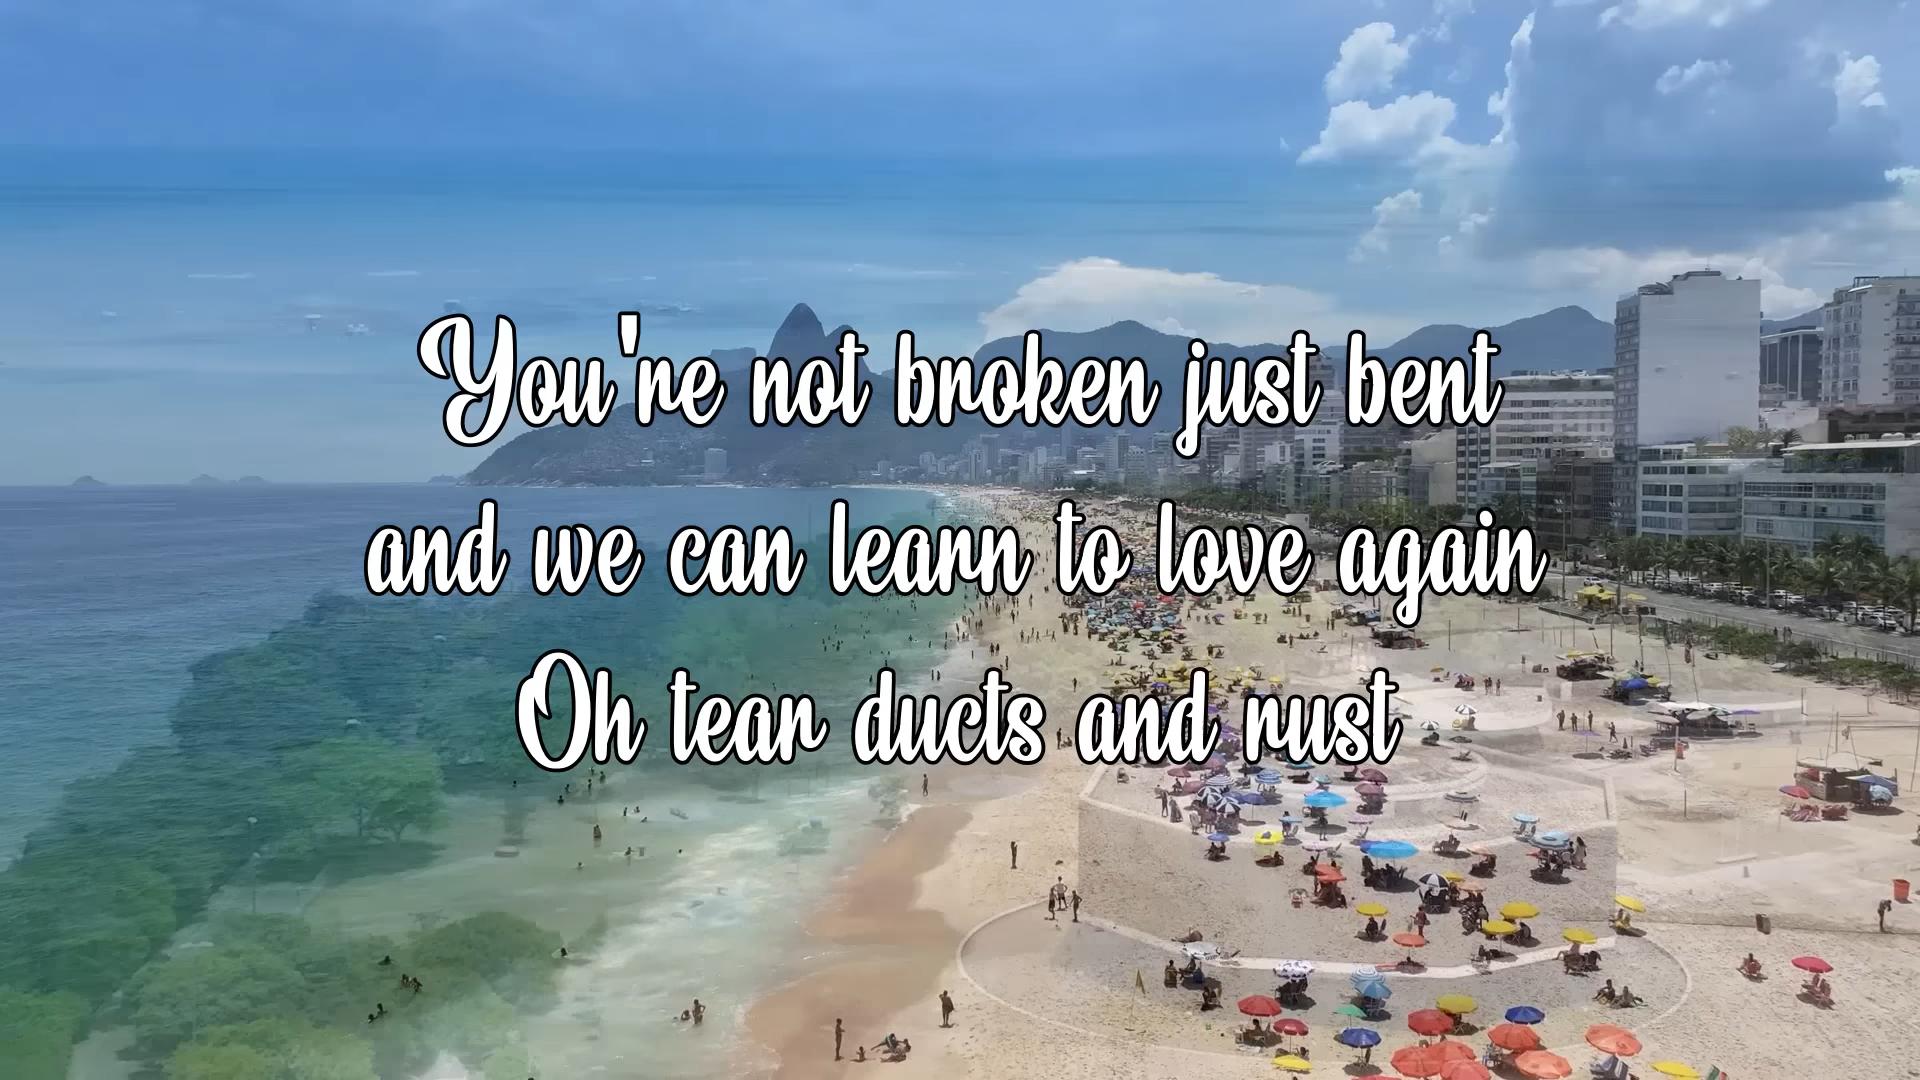 You're not broken just bent
and we can learn to love again
Oh tear ducts and rust